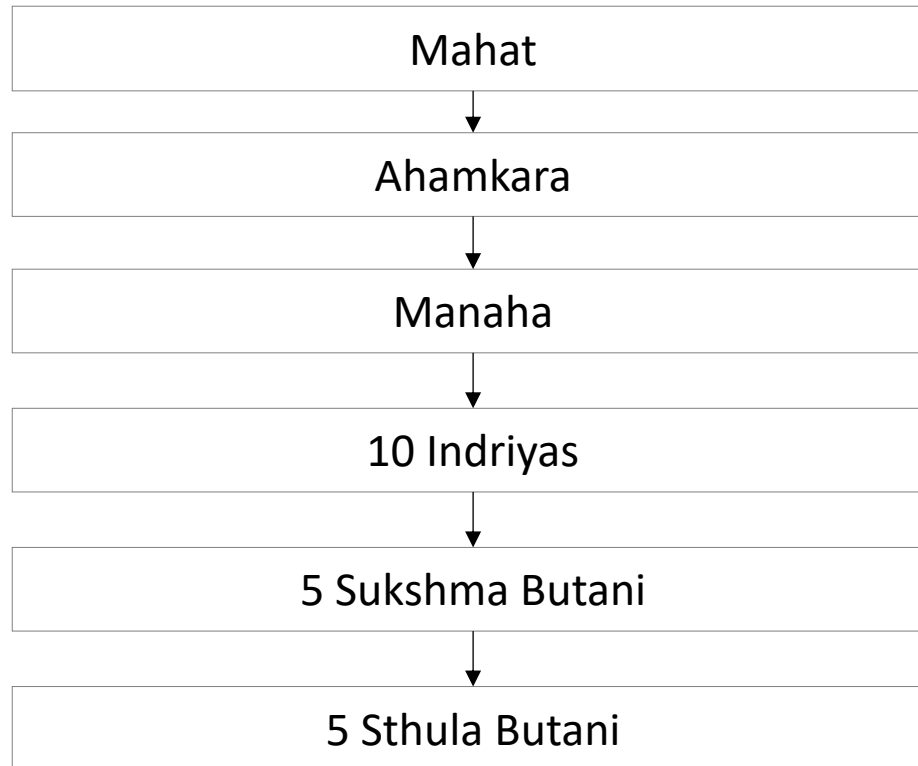 Mahat
Ahamkara
Manaha
10 Indriyas
5 Sukshma Butani
5 Sthula Butani